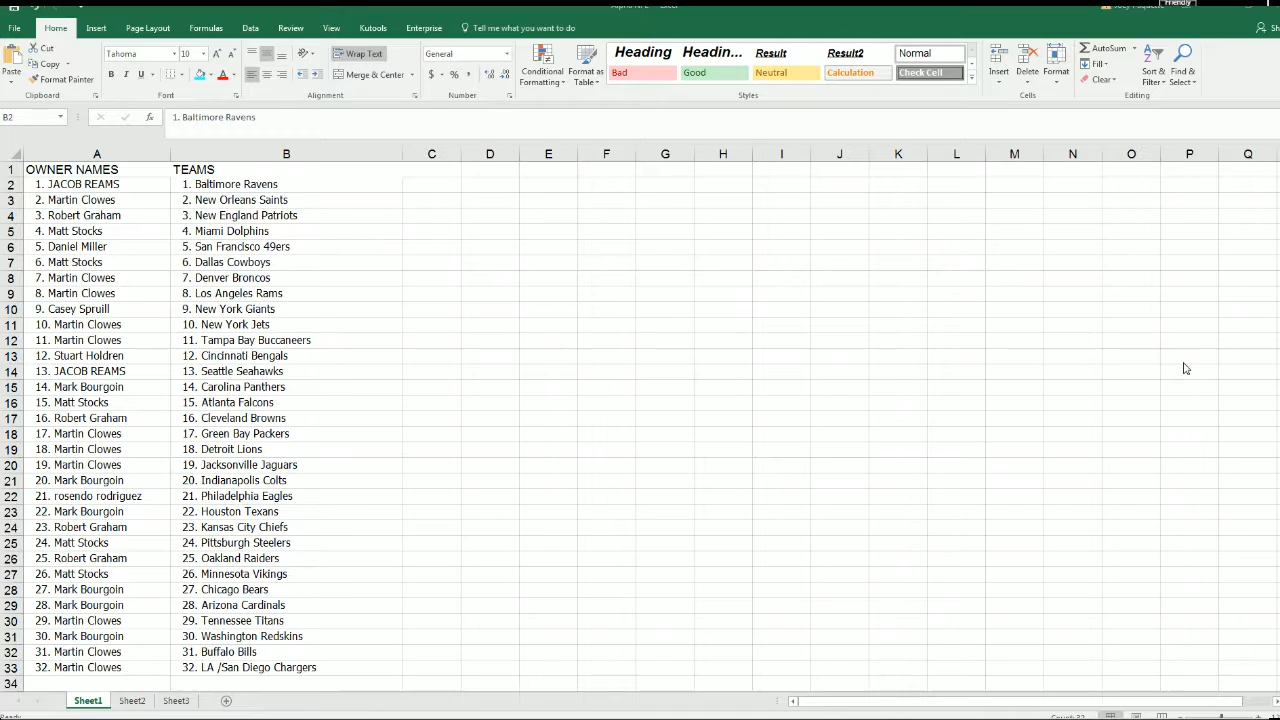 Friendly
File Home Insert Page Layout Formulas Data Review View Kutools Enterprise Tell me what you want to do
Cut
Copy
Format Painter
Paste
Clipboard
Tahoma 10
B I U
Font
Wrap Text
Merge & Center
Alignment
General
$ % ,
Number
Conditional Formatting
Format as Table
Heading Headin... Result Result2 Normal
Bad Good Neutral Calculation Check Cell
Styles
Insert Delete Format
Cells
AutoSum
Fill
Clear
Sort & Filter
Find & Select
Editing
B2 fx 1. Baltimore Ravens
A B C D E F G H I J K L M N O P Q
1 OWNER NAMES TEAMS
2 1. JACOB REAMS 1. Baltimore Ravens
3 2. Martin Clowes 2. New Orleans Saints
4 3. Robert Graham 3. New England Patriots
5 4. Matt Stocks 4. Miami Dolphins
6 5. Daniel Miller 5. San Francisco 49ers
7 6. Matt Stocks 6. Dallas Cowboys
8 7. Martin Clowes 7. Denver Broncos
9 8. Martin Clowes 8. Los Angeles Rams
10 9. Casey Spruill 9. New York Giants
11 10. Martin Clowes 10. New York Jets
12 11. Martin Clowes 11. Tampa Bay Buccaneers
13 12. Stuart Holdren 12. Cincinnati Bengals
14 13. JACOB REAMS 13. Seattle Seahawks
15 14. Mark Bourgoin 14. Carolina Panthers
16 15. Matt Stocks 15. Atlanta Falcons
17 16. Robert Graham 16. Cleveland Browns
18 17. Martin Clowes 17. Green Bay Packers
19 18. Martin Clowes 18. Detroit Lions
20 19. Martin Clowes 19. Jacksonville Jaguars
21 20. Mark Bourgoin 20. Indianapolis Colts
22 21. rosendo rodriguez 21. Philadelphia Eagles
23 22. Mark Bourgoin 22. Houston Texans
24 23. Robert Graham 23. Kansas City Chiefs
25 24. Matt Stocks 24. Pittsburgh Steelers
26 25. Robert Graham 25. Oakland Raiders
27 26. Matt Stocks 26. Minnesota Vikings
28 27. Mark Bourgoin 27. Chicago Bears
29 28. Mark Bourgoin 28. Arizona Cardinals
30 29. Martin Clowes 29. Tennessee Titans
31 30. Mark Bourgoin 30. Washington Redskins
32 31. Martin Clowes 31. Buffalo Bills
33 32. Martin Clowes 32. LA /San Diego Chargers
34
Sheet1 Sheet2 Sheet3